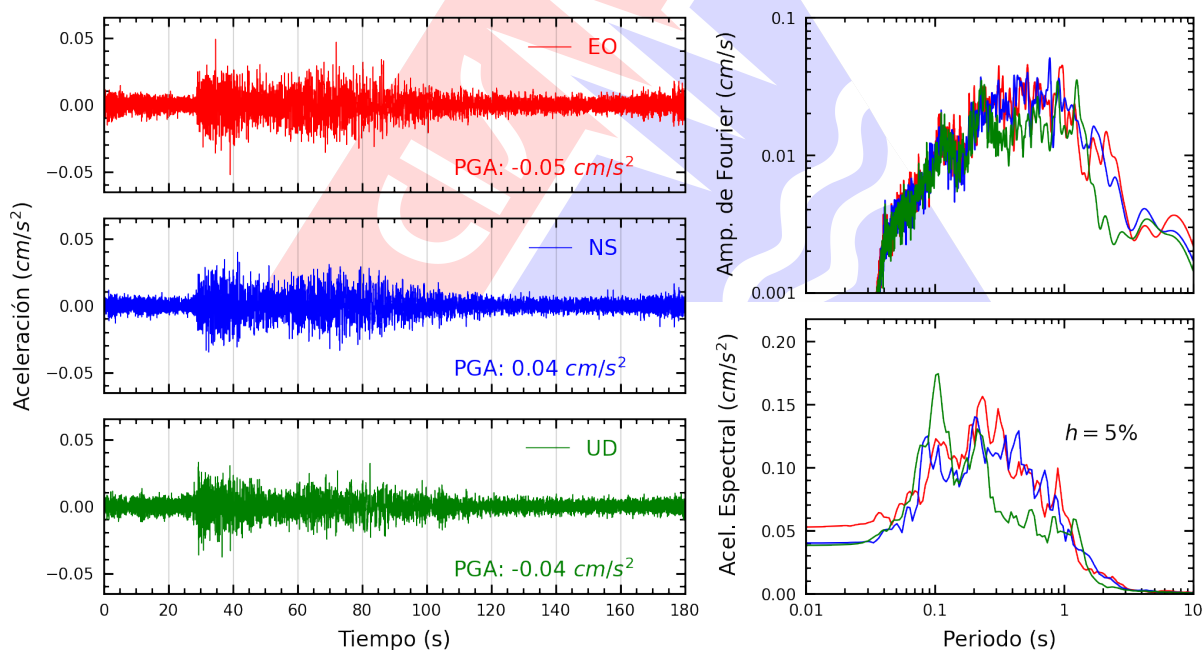 Aceleración (cm/s²)
0.05
0.00
−0.05
EO
PGA: -0.05 cm/s²
0.05
0.00
−0.05
NS
PGA: 0.04 cm/s²
0.05
0.00
−0.05
UD
PGA: -0.04 cm/s²
0 20 40 60 80 100 120 140 160 180
Tiempo (s)
Amp. de Fourier (cm/s)
0.1
0.01
0.001
Acel. Espectral (cm/s²)
0.20
0.15
0.10
0.05
0.00
h = 5%
0.01 0.1 1 10
Periodo (s)